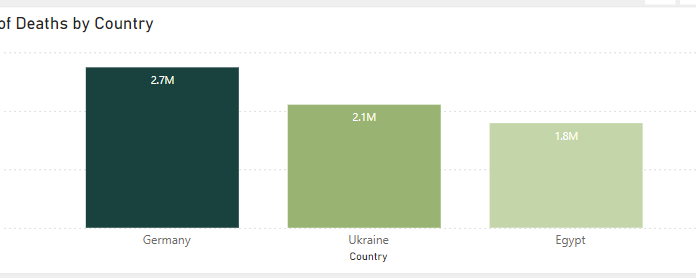 of Deaths by Country
2.7M
2.1M
1.8M
Germany
Ukraine
Egypt
Country